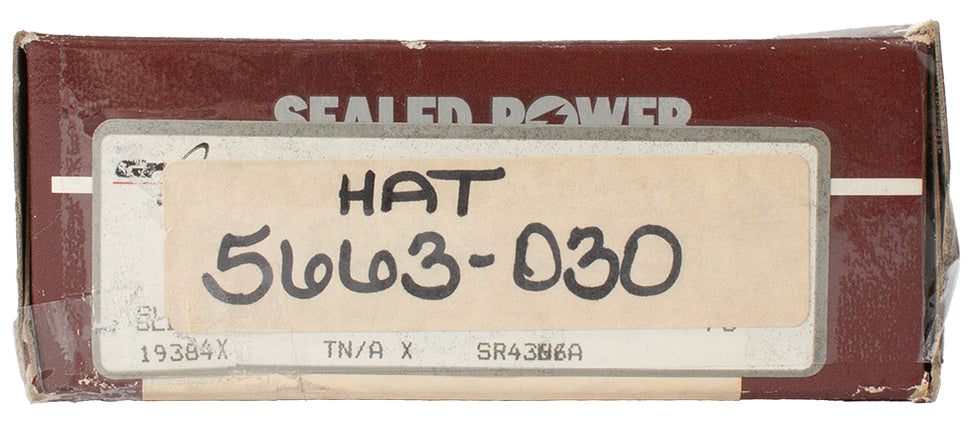 SEALED POWER
HAT
5663-030
19384X TN/A X